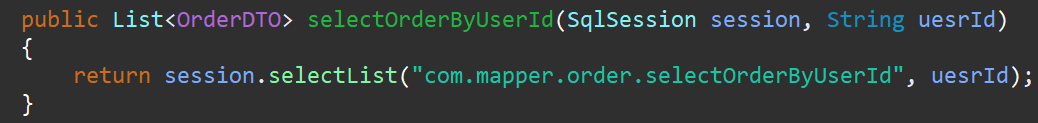 public List<OrderDTO> selectOrderByUserId(SqlSession session, String uesrId)
{
    return session.selectList("com.mapper.order.selectOrderByUserId", uesrId);
}